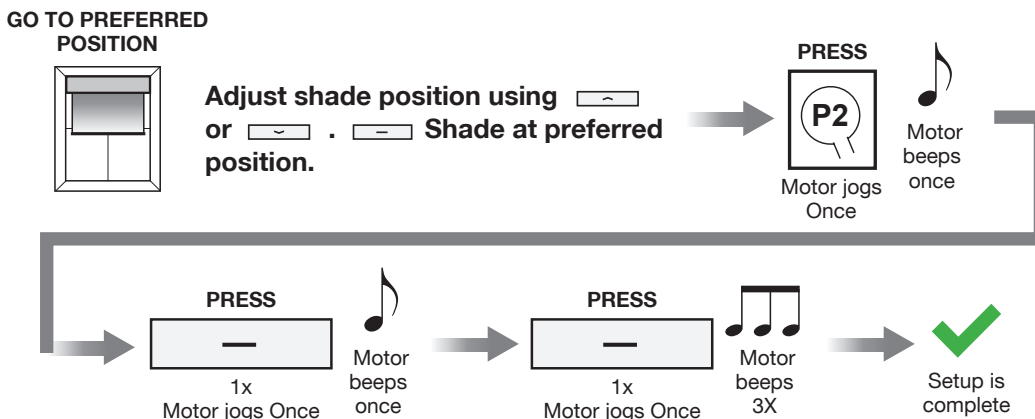 GO TO PREFERRED
POSITION
Adjust shade position using
or . Shade at preferred
position.
PRESS
P2
Motor jogs
Once
Motor
beeps
once
PRESS
1x
Motor jogs Once
Motor
beeps
once
PRESS
1x
Motor jogs Once
Motor
beeps
3X
Setup is
complete